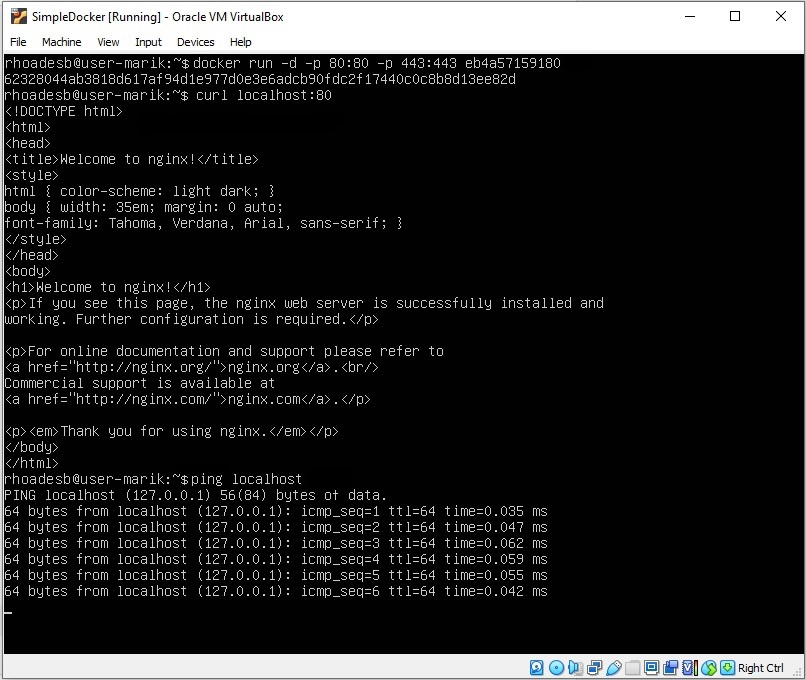 SimpleDocker [Running] - Oracle VM VirtualBox
File Machine View Input Devices Help
rhoadesb@user-marik:~$docker run -d -p 80:80 -p 443:443 eb4a57159180
62328044ab3818d617af94d1e977d0e3e6adcb90fdc2f17440c0c8b8d13ee82d
rhoadesb@user-marik:~$ curl localhost:80
<!DOCTYPE html>
<html>
<head>
<title>Welcome to nginx!</title>
<style>
html { color-scheme: light dark; }
body { width: 35em; margin: 0 auto;
font-family: Tahoma, Verdana, Arial, sans-serif; }
</style>
</head>
<body>
<h1>Welcome to nginx!</h1>
<p>If you see this page, the nginx web server is successfully installed and
working. Further configuration is required.</p>
<p>For online documentation and support please refer to
<a href="http://nginx.org/">nginx.org</a>.<br/>
Commercial support is available at
<a href="http://nginx.com/">nginx.com</a>.</p>
<p><em>Thank you for using nginx.</em></p>
</body>
</html>
rhoadesb@user-marik:~$ping localhost
PING localhost (127.0.0.1) 56(84) bytes of data.
64 bytes from localhost (127.0.0.1): icmp_seq=1 ttl=64 time=0.035 ms
64 bytes from localhost (127.0.0.1): icmp_seq=2 ttl=64 time=0.047 ms
64 bytes from localhost (127.0.0.1): icmp_seq=3 ttl=64 time=0.062 ms
64 bytes from localhost (127.0.0.1): icmp_seq=4 ttl=64 time=0.059 ms
64 bytes from localhost (127.0.0.1): icmp_seq=5 ttl=64 time=0.055 ms
64 bytes from localhost (127.0.0.1): icmp_seq=6 ttl=64 time=0.042 ms
Right Ctrl